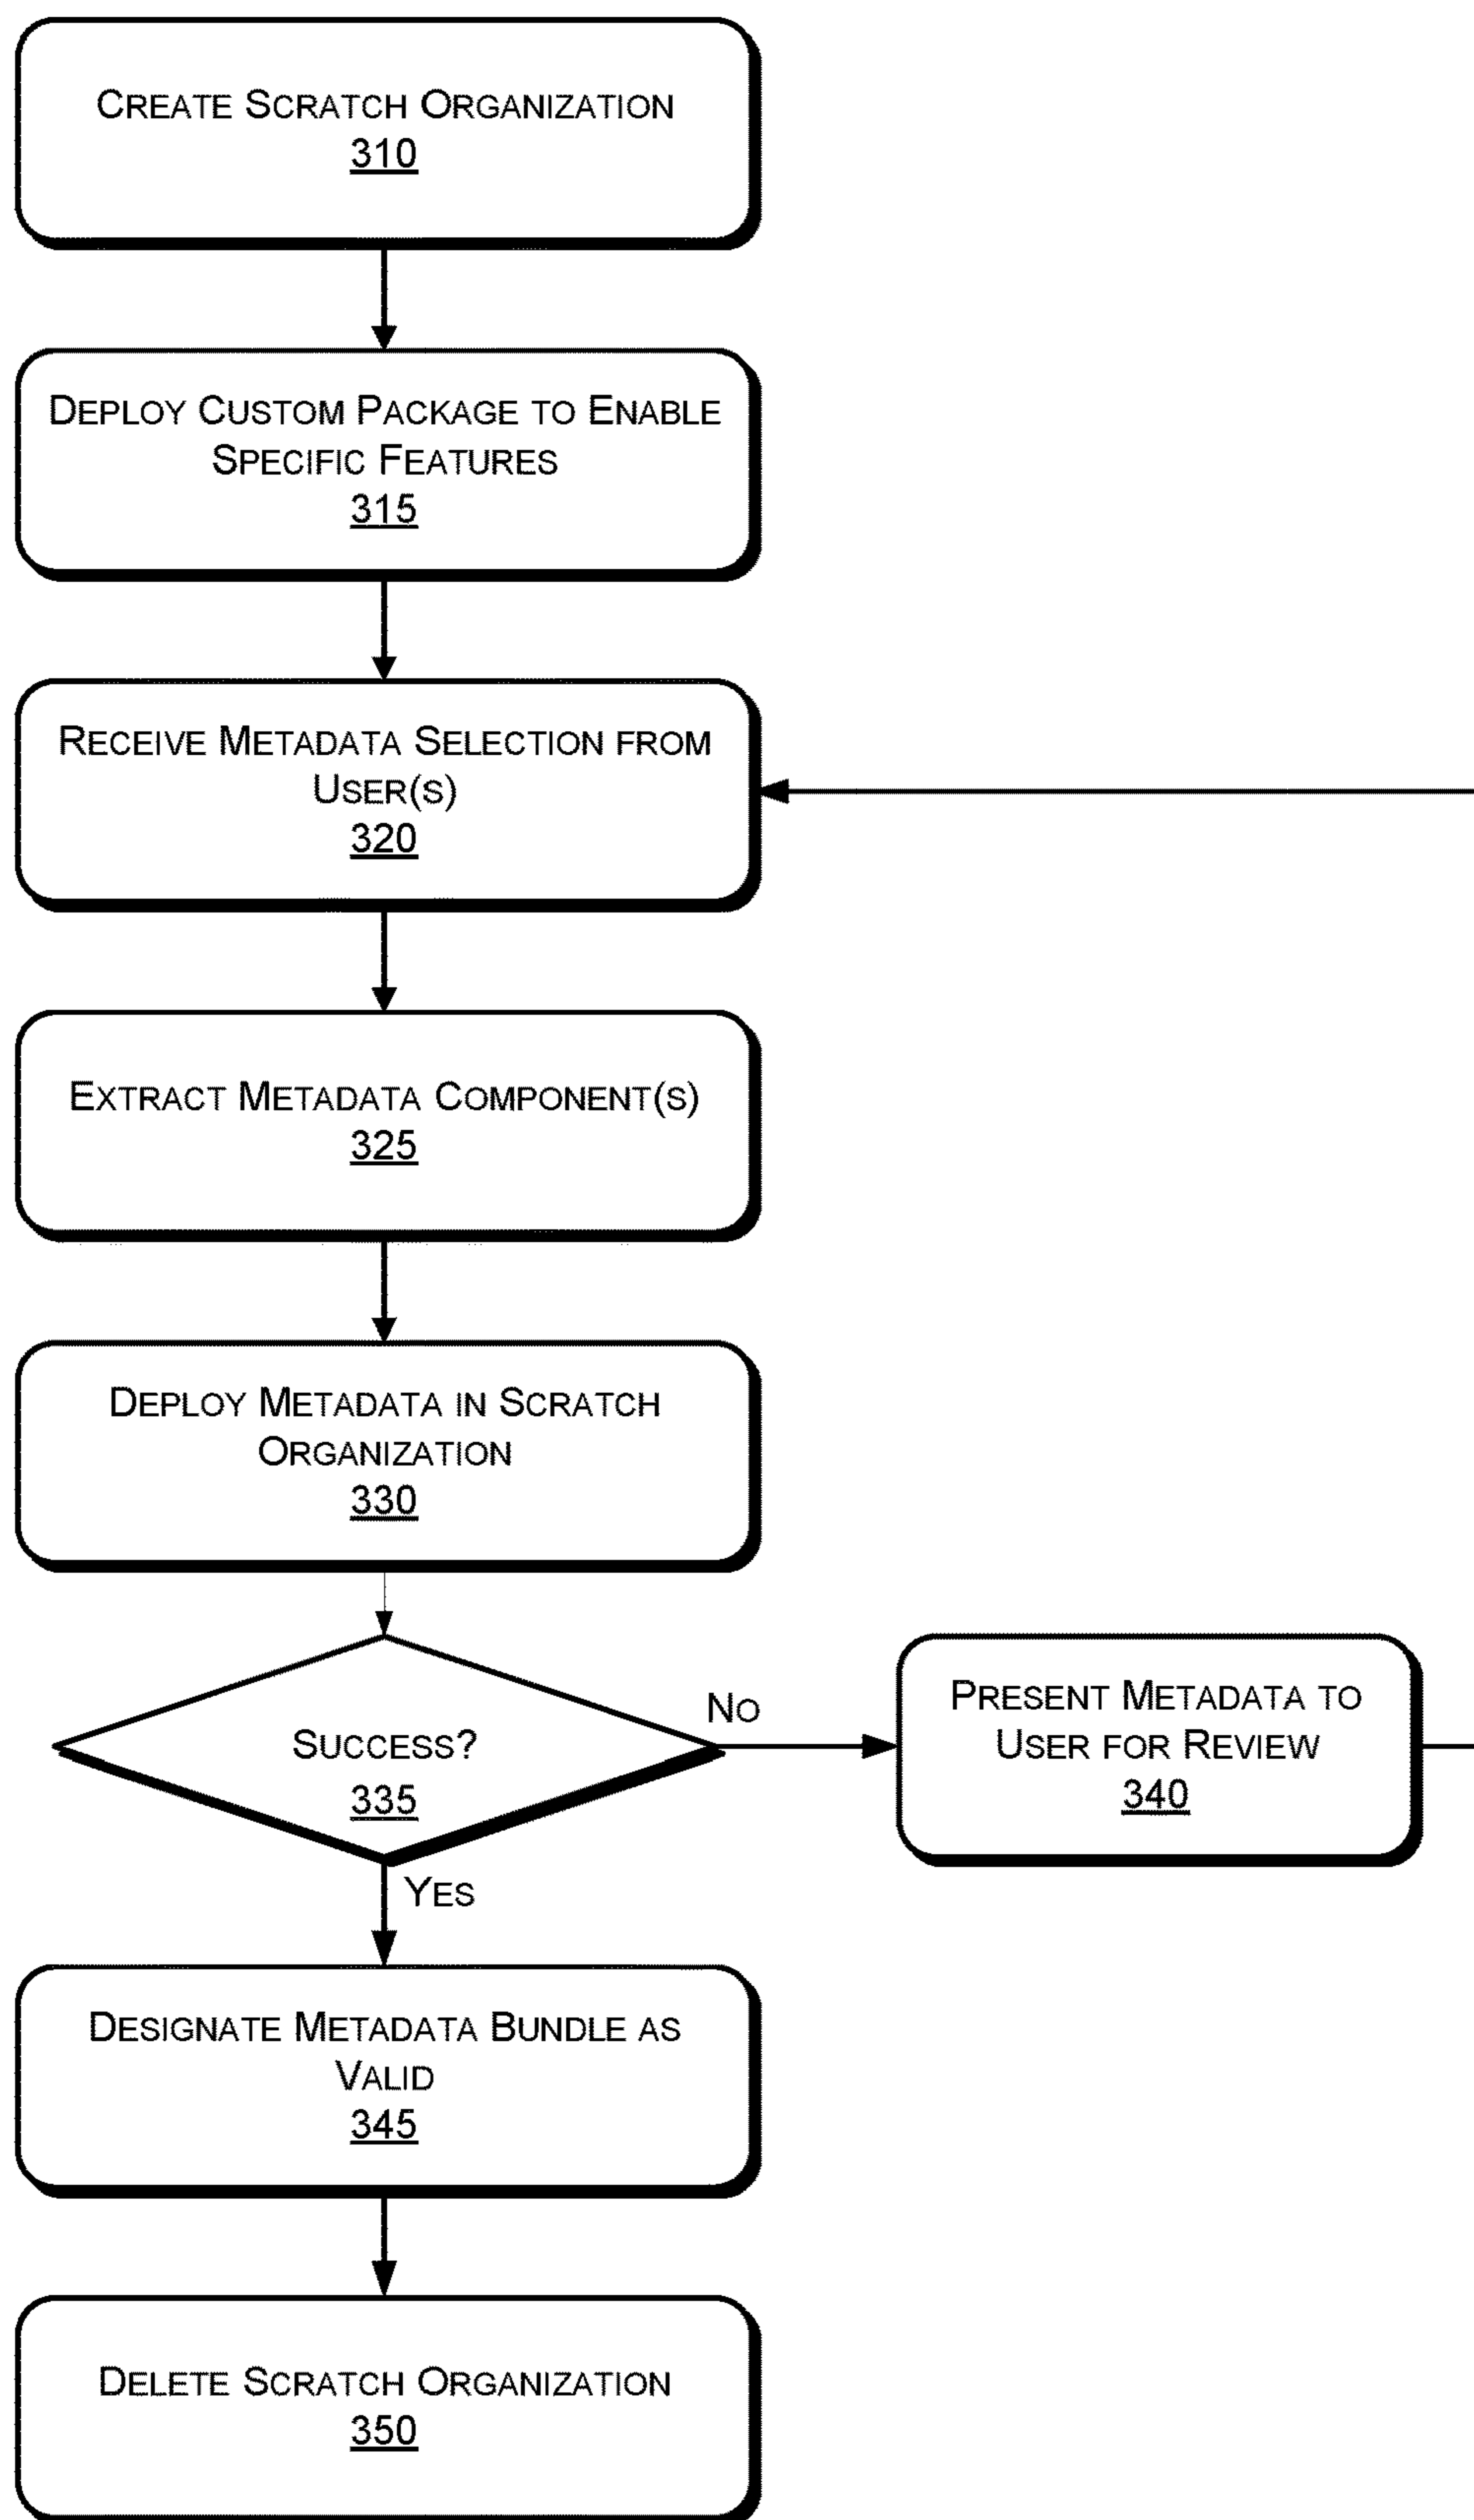 CREATE SCRATCH ORGANIZATION
310
DEPLOY CUSTOM PACKAGE TO ENABLE
SPECIFIC FEATURES
315
RECEIVE METADATA SELECTION FROM
USER(S)
320
EXTRACT METADATA COMPONENT(S)
325
DEPLOY METADATA IN SCRATCH
ORGANIZATION
330
SUCCESS?
335
NO
PRESENT METADATA TO
USER FOR REVIEW
340
YES
DESIGNATE METADATA BUNDLE AS
VALID
345
DELETE SCRATCH ORGANIZATION
350